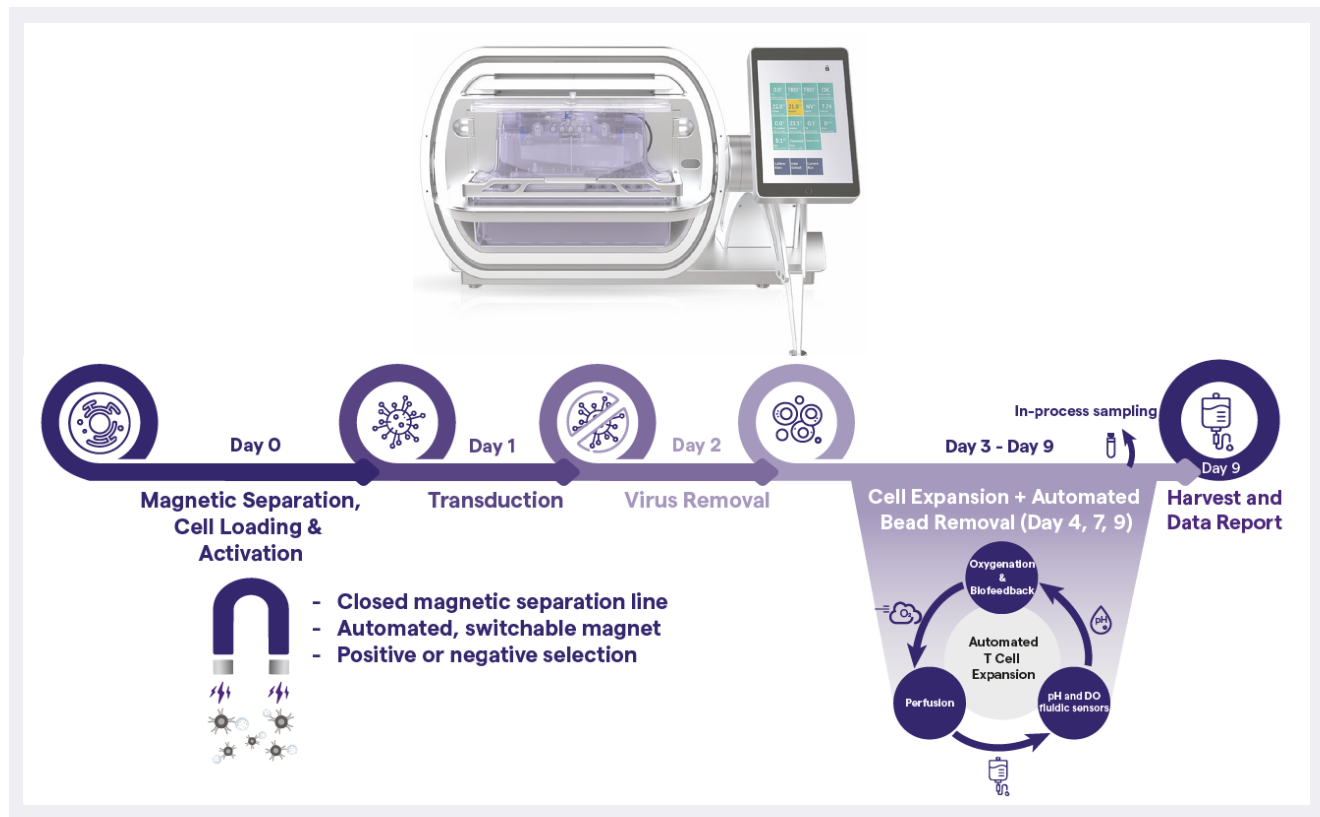 Day 0
Magnetic Separation,
Cell Loading &
Activation
Day 1
Transduction
Day 2
Virus Removal
Day 3 - Day 9
In-process sampling
Cell Expansion + Automated
Bead Removal (Day 4, 7, 9)
Day 9
Harvest and
Data Report
- Closed magnetic separation line
- Automated, switchable magnet
- Positive or negative selection
Oxygenation
&
Biofeedback
O₂
pH
Automated
T Cell
Expansion
Perfusion
pH and DO
fluidic sensors